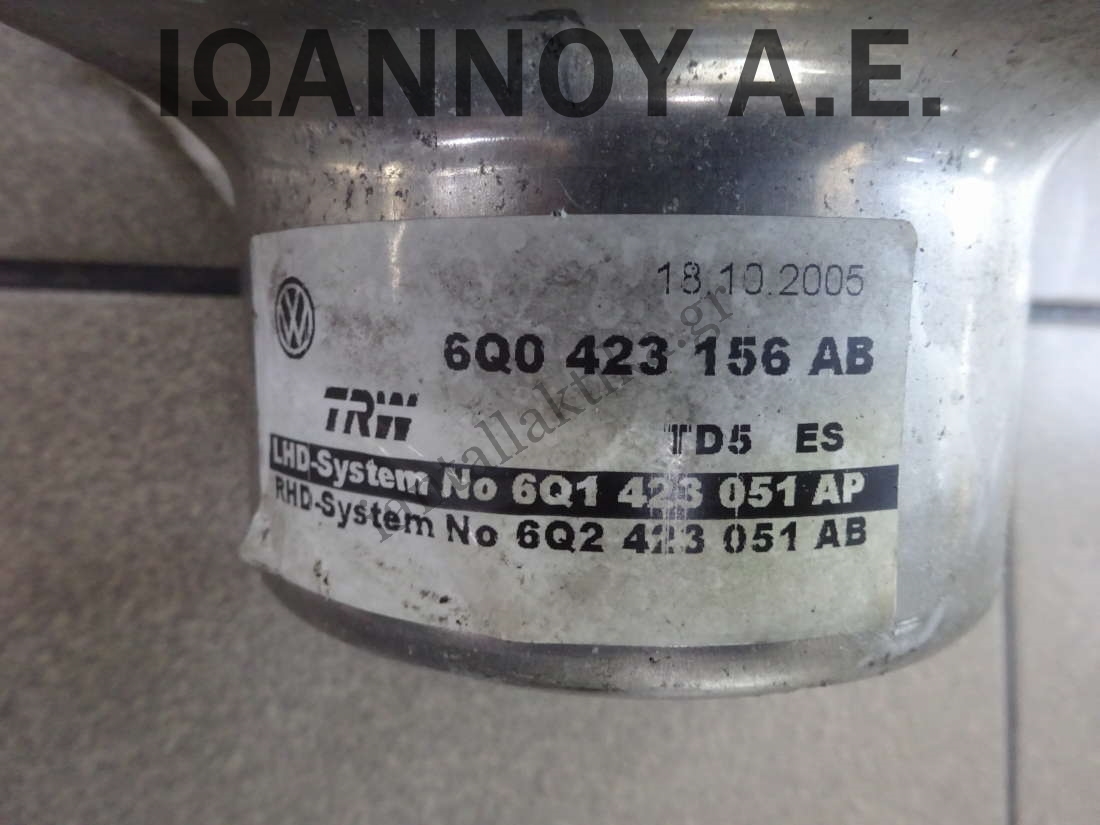 ΙΩΑΝΝΟΥ Α.Ε.
18.10.2005
6Q0 423 156 AB
TRW
TD5 ES
LHD-System No 6Q1 423 051 AP
RHD-System No 6Q2 423 051 AB